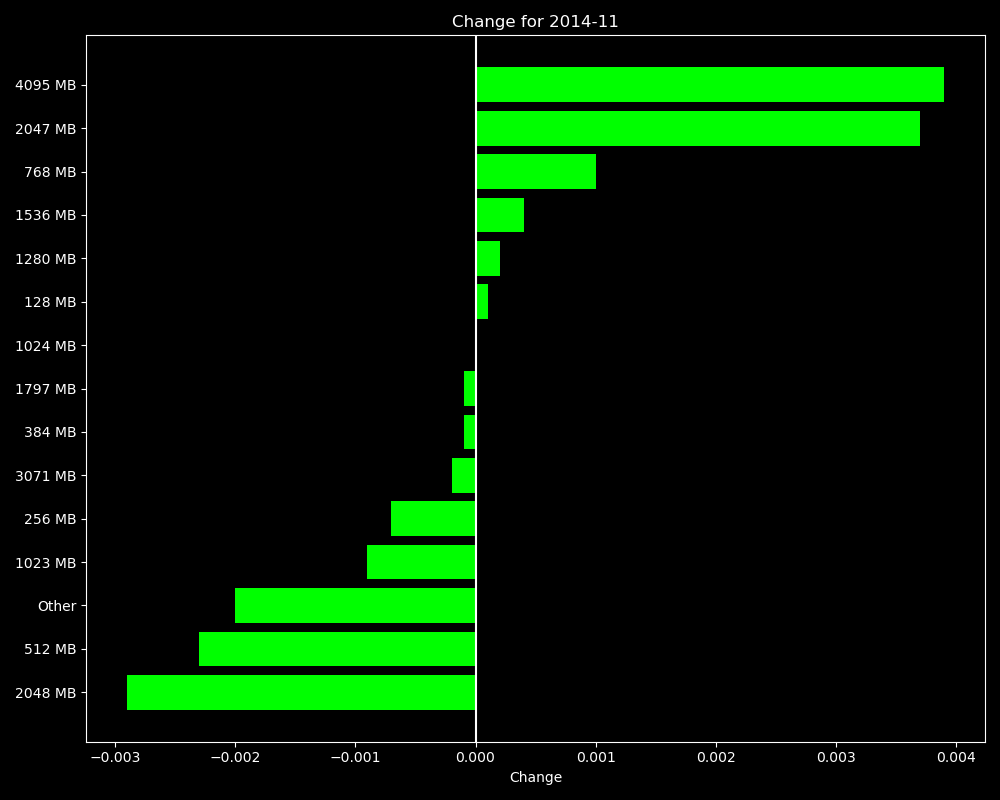 Change for 2014-11
4095 MB
2047 MB
768 MB
1536 MB
1280 MB
128 MB
1024 MB
1797 MB
384 MB
3071 MB
256 MB
1023 MB
Other
512 MB
2048 MB
−0.003 −0.002 −0.001 0.000 0.001 0.002 0.003 0.004
Change